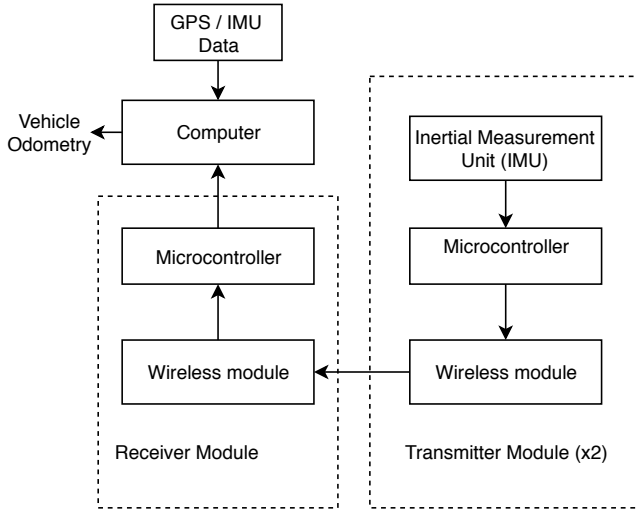 GPS / IMU
Data
Vehicle
Odometry
Computer
Microcontroller
Wireless module
Receiver Module
Inertial Measurement
Unit (IMU)
Microcontroller
Wireless module
Transmitter Module (x2)